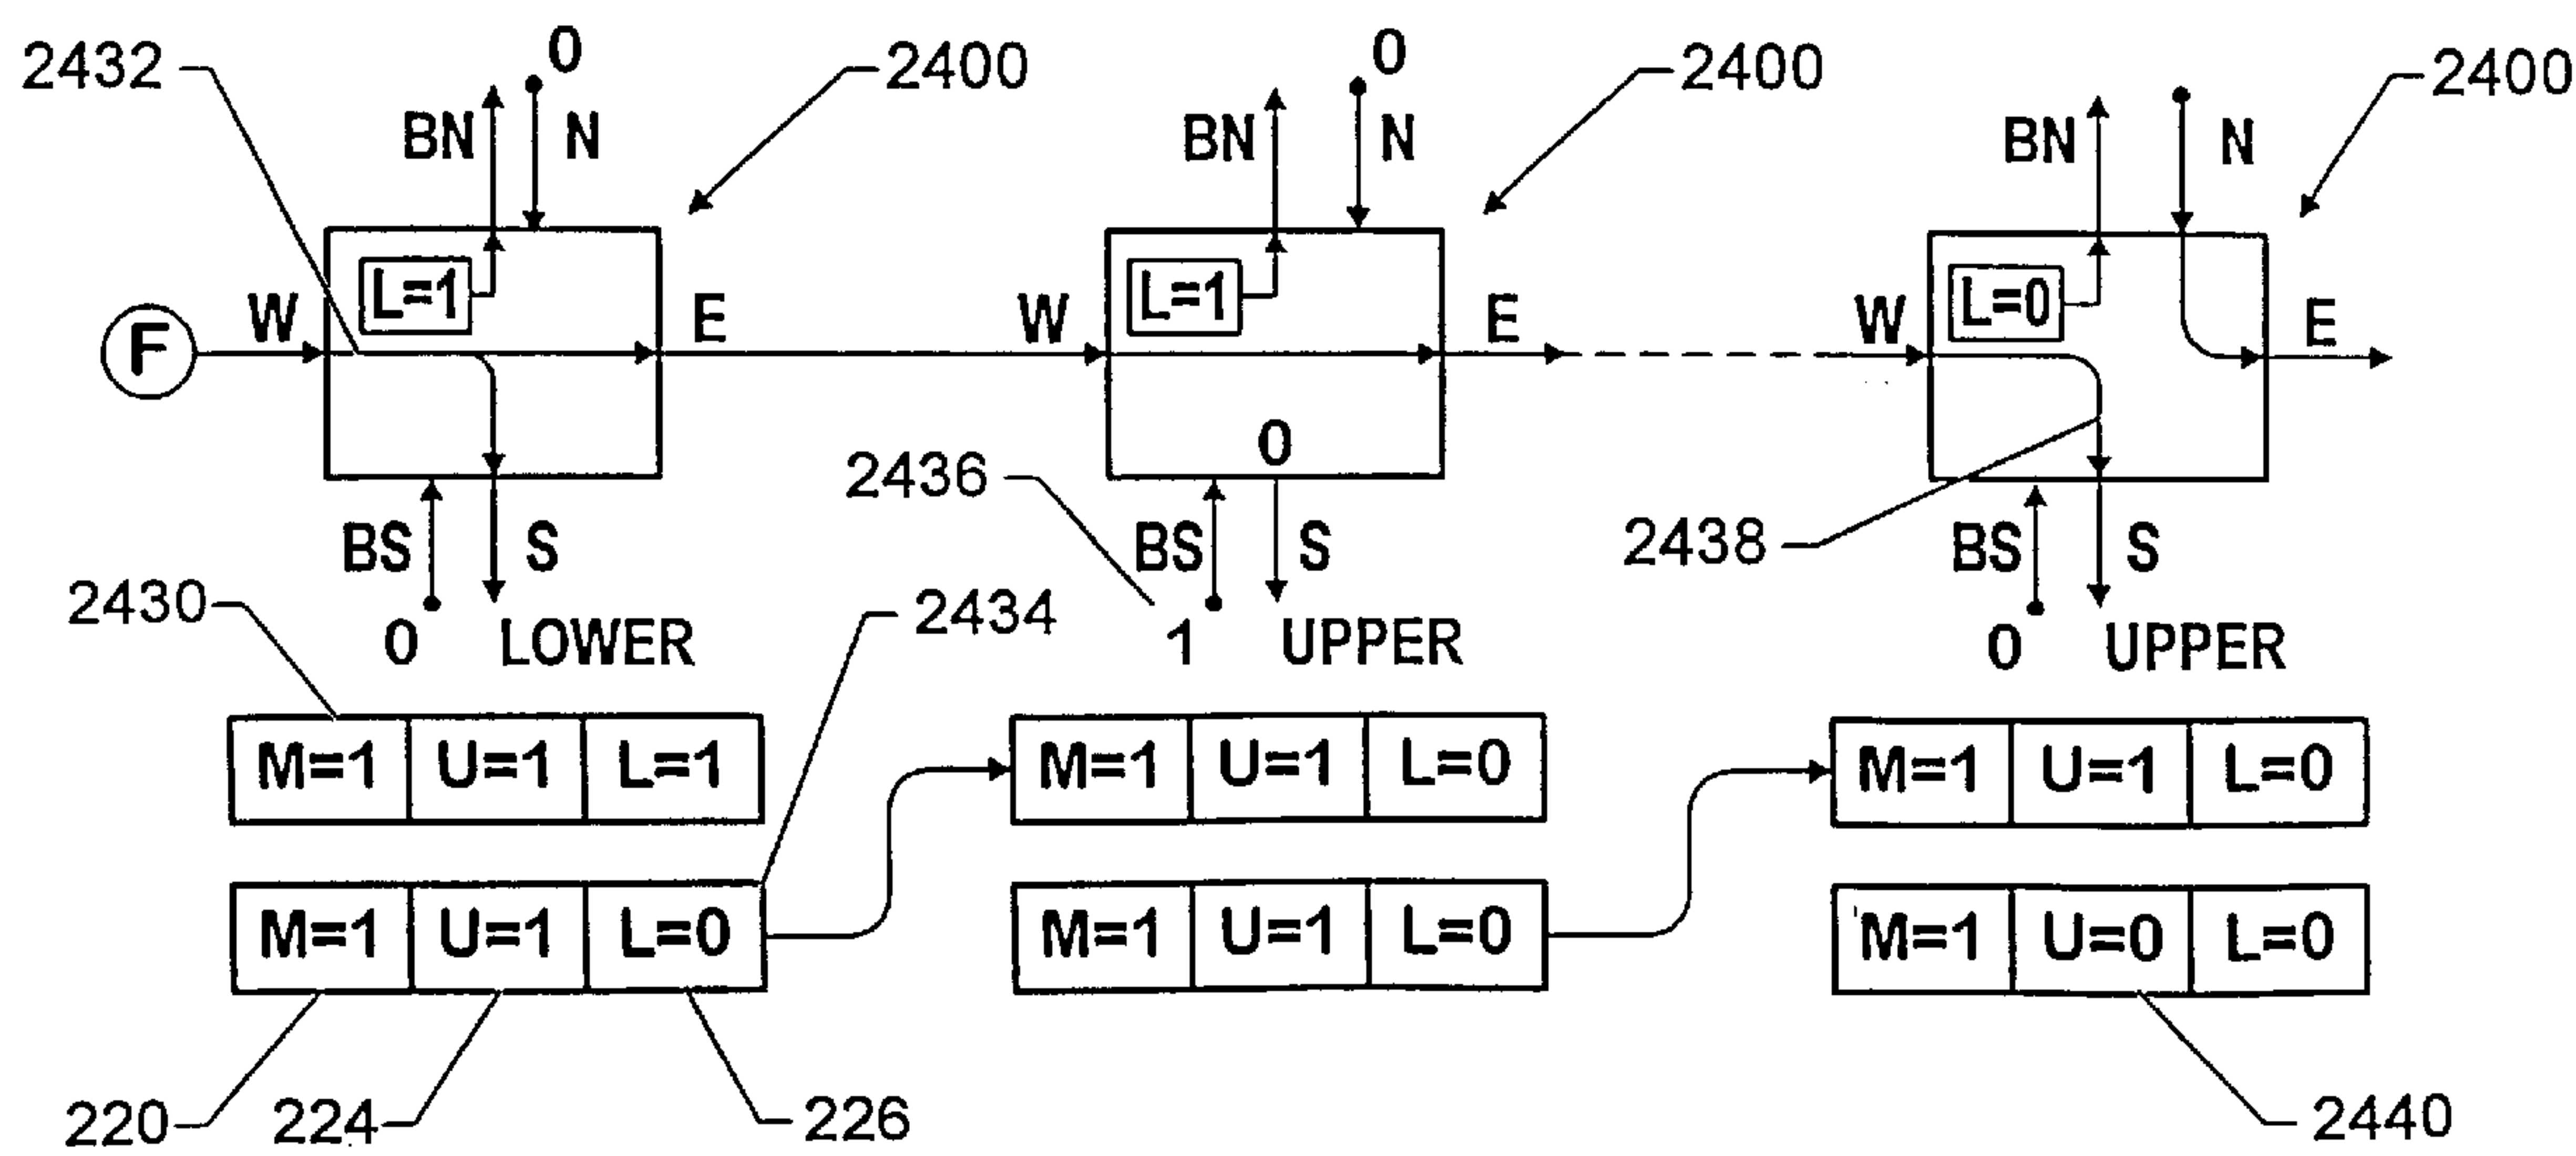 2432 0 2400 0 2400 2400
BN N BN N BN N
L=1 L=1 L=0
F W E W E W E
0
2436
BS S BS S 2438 BS S
2430 2434
0 LOWER 1 UPPER 0 UPPER
M=1 U=1 L=1 M=1 U=1 L=0 M=1 U=1 L=0
M=1 U=1 L=0 M=1 U=1 L=0 M=1 U=0 L=0
220 224 226 2440